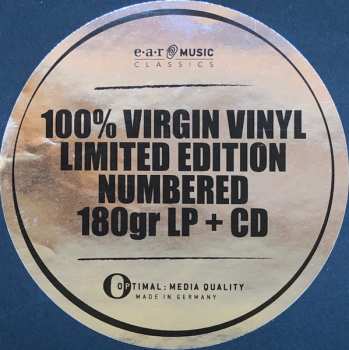 e·a·r MUSIC
CLASSICS
100% VIRGIN VINYL
LIMITED EDITION
NUMBERED
180gr LP + CD
OPTIMAL: MEDIA QUALITY
MADE IN GERMANY